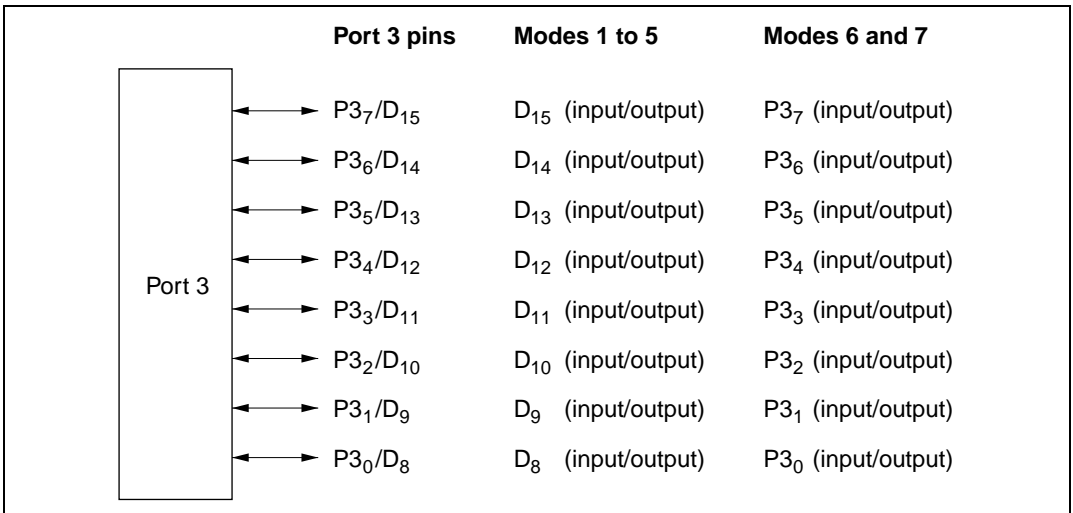 Port 3 pins Modes 1 to 5 Modes 6 and 7
P3₇/D₁₅ D₁₅ (input/output) P3₇ (input/output)
P3₆/D₁₄ D₁₄ (input/output) P3₆ (input/output)
P3₅/D₁₃ D₁₃ (input/output) P3₅ (input/output)
P3₄/D₁₂ D₁₂ (input/output) P3₄ (input/output)
Port 3
P3₃/D₁₁ D₁₁ (input/output) P3₃ (input/output)
P3₂/D₁₀ D₁₀ (input/output) P3₂ (input/output)
P3₁/D₉ D₉ (input/output) P3₁ (input/output)
P3₀/D₈ D₈ (input/output) P3₀ (input/output)